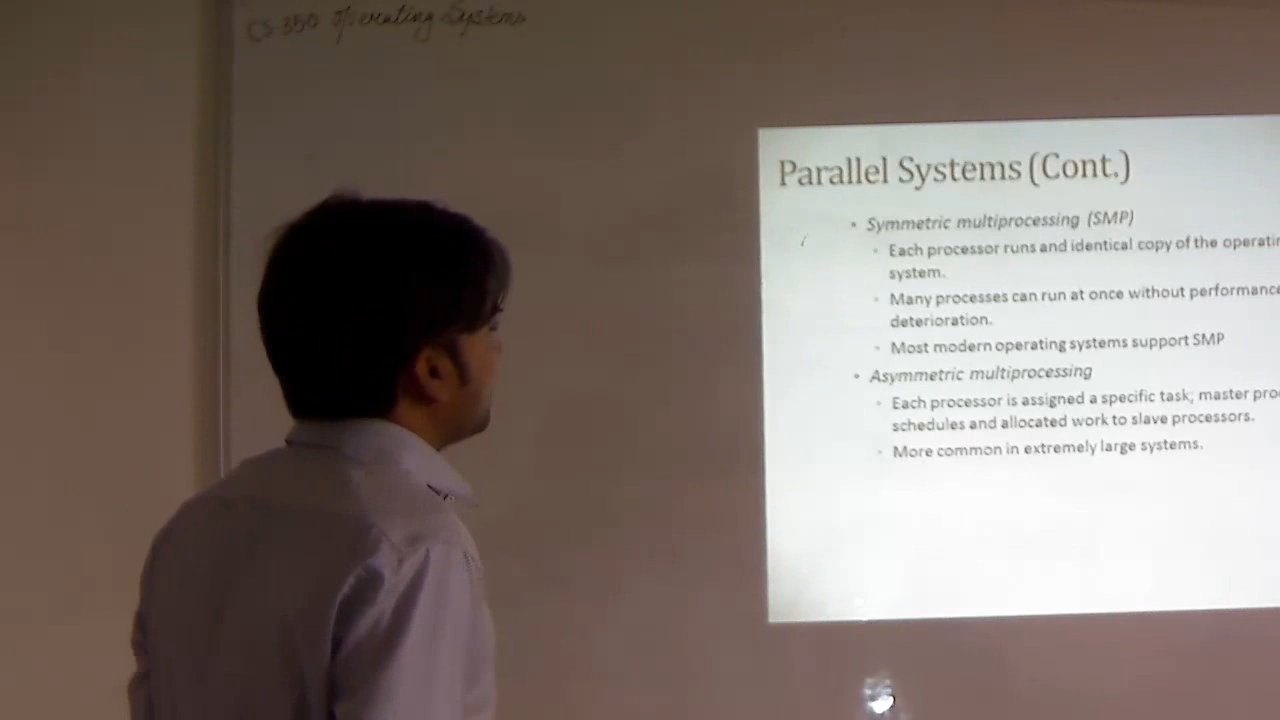 CS-350 Operating Systems
Parallel Systems (Cont.)
• Symmetric multiprocessing (SMP)
• Each processor runs and identical copy of the
system.
• Many processes can run at once without performance
deterioration.
• Most modern operating systems support SMP
• Asymmetric multiprocessing
• Each processor is assigned a specific task; master
schedules and allocated work to slave processors.
• More common in extremely large systems.